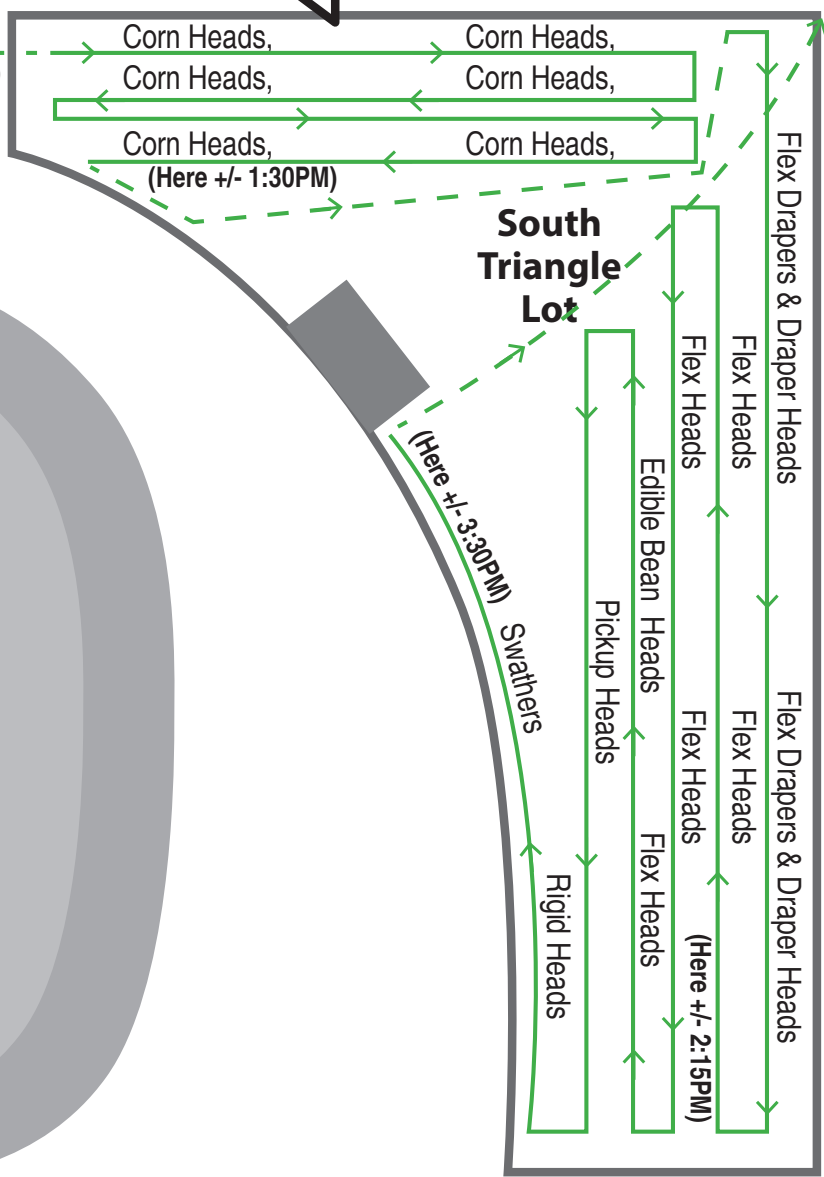 Corn Heads, Corn Heads,
Corn Heads, Corn Heads,
Corn Heads, Corn Heads,
(Here +/- 1:30PM)
South
Triangle
Lot
Flex Drapers & Draper Heads
Flex Drapers & Draper Heads
Flex Heads
Flex Heads
Flex Heads
Flex Heads
(Here +/- 2:15PM)
Edible Bean Heads
Flex Heads
Pickup Heads
Rigid Heads
(Here +/- 3:30PM)
Swathers